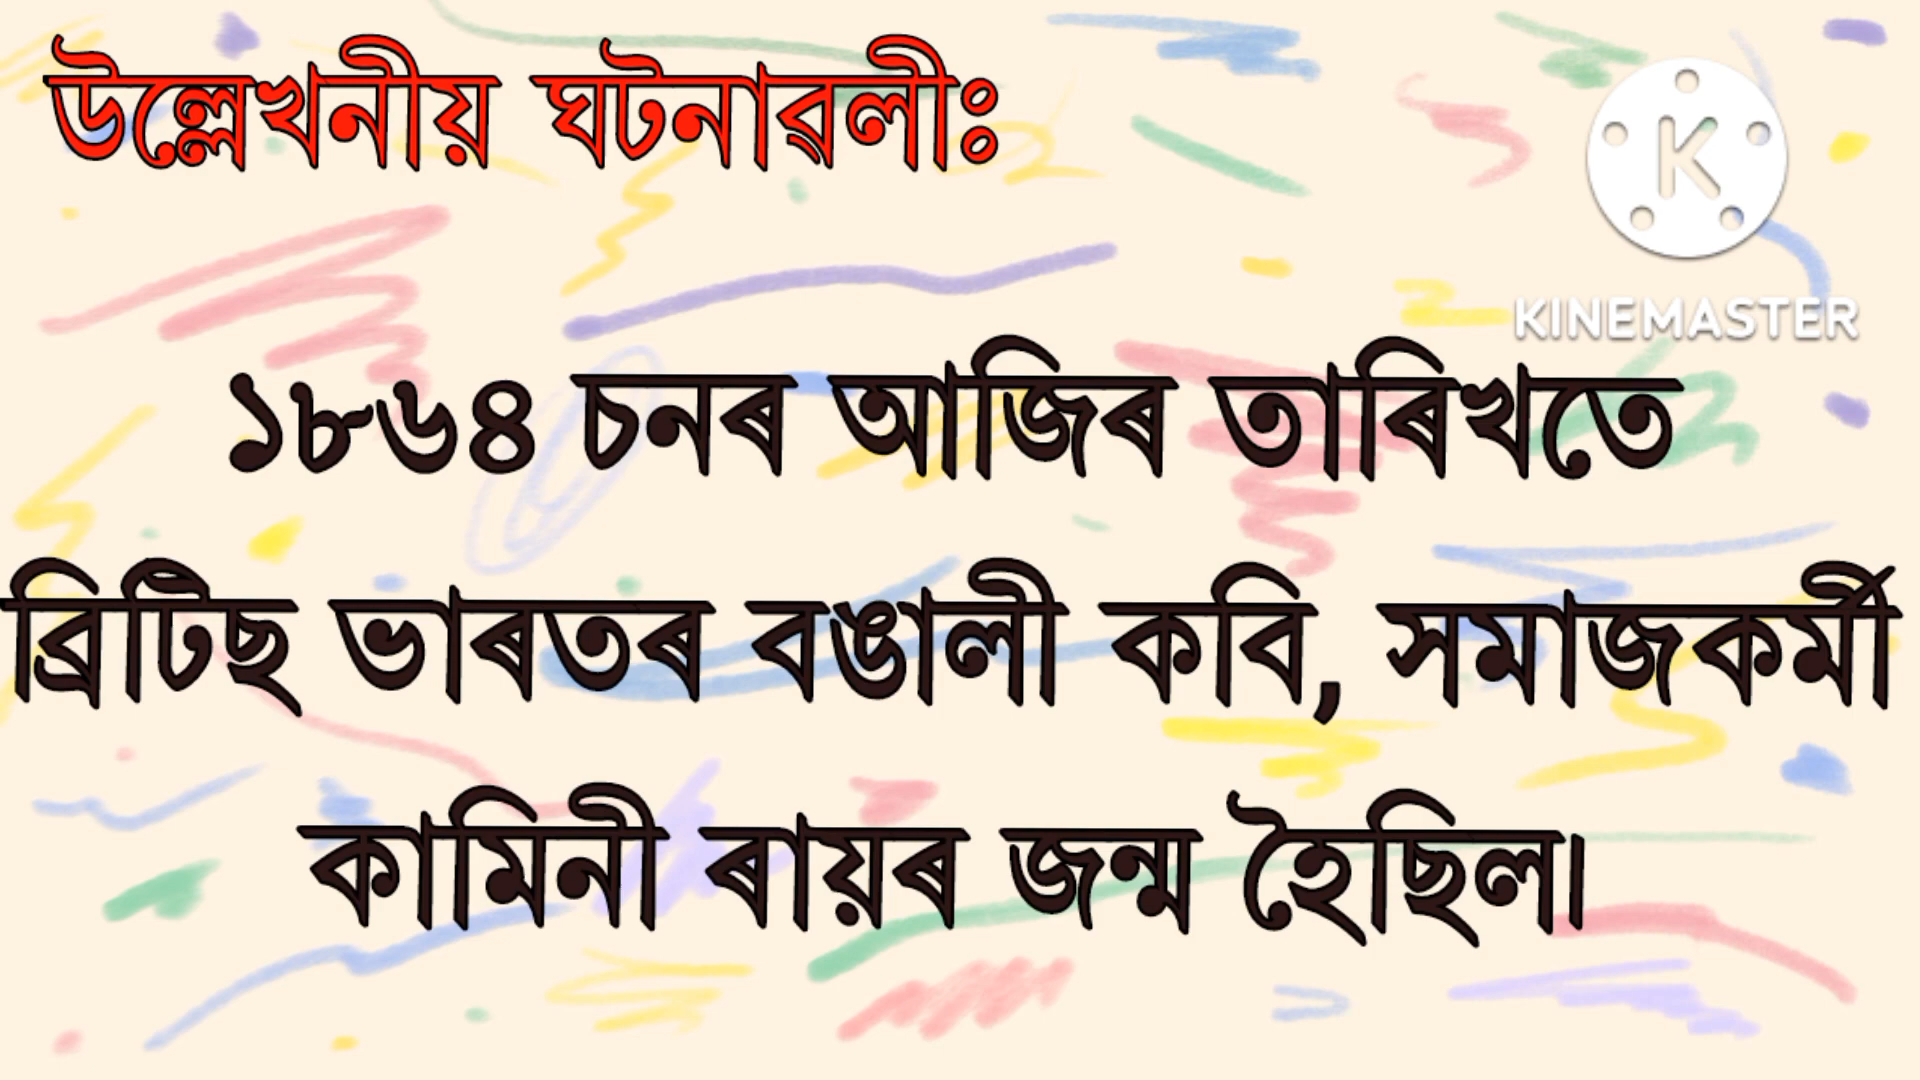 উল্লেখনীয় ঘটনাৱলীঃ
KINEMASTER
১৮৬৪ চনৰ আজিৰ তাৰিখতে
ব্ৰিটিছ ভাৰতৰ বঙালী কবি, সমাজকৰ্মী
কামিনী ৰায়ৰ জন্ম হৈছিল।